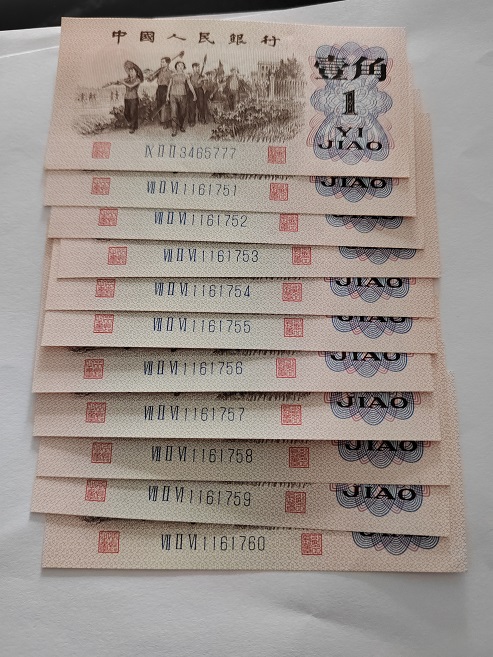 中國人民銀行
壹角
1
YI
JIAO
Ⅸ Ⅱ Ⅱ 3465777
JIAO
Ⅷ Ⅱ Ⅵ 1161751
Ⅷ Ⅱ Ⅵ 1161752
Ⅷ Ⅱ Ⅵ 1161753
JIAO
Ⅷ Ⅱ Ⅵ 1161754
JIAO
Ⅷ Ⅱ Ⅵ 1161755
JIAO
Ⅷ Ⅱ Ⅵ 1161756
JIAO
Ⅷ Ⅱ Ⅵ 1161757
JIAO
Ⅷ Ⅱ Ⅵ 1161758
JIAO
Ⅷ Ⅱ Ⅵ 1161759
JIAO
Ⅷ Ⅱ Ⅵ 1161760